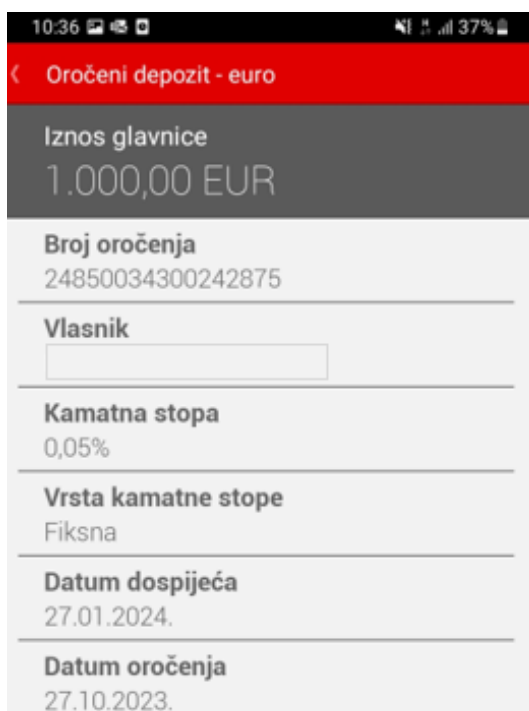 10:36 37%
Oročeni depozit - euro
Iznos glavnice
1.000,00 EUR
Broj oročenja
24850034300242875
Vlasnik
Kamatna stopa
0,05%
Vrsta kamatne stope
Fiksna
Datum dospijeća
27.01.2024.
Datum oročenja
27.10.2023.